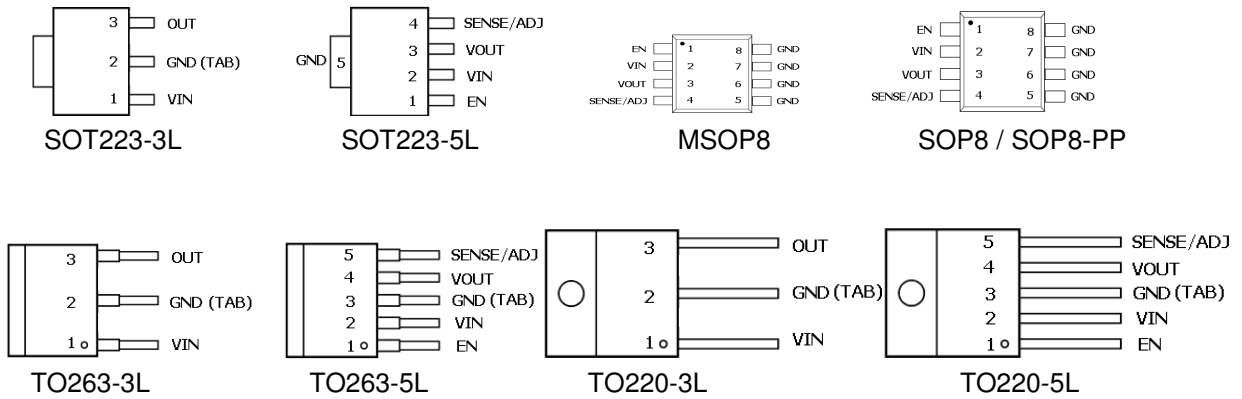 3 OUT
2 GND (TAB)
1 VIN
SOT223-3L
4 SENSE/ADJ
3 VOUT
GND 5
2 VIN
1 EN
SOT223-5L
EN 1 8 GND
VIN 2 7 GND
VOUT 3 6 GND
SENSE/ADJ 4 5 GND
MSOP8
EN 1 8 GND
VIN 2 7 GND
VOUT 3 6 GND
SENSE/ADJ 4 5 GND
SOP8 / SOP8-PP
3 OUT
2 GND (TAB)
1 VIN
TO263-3L
5 SENSE/ADJ
4 VOUT
3 GND (TAB)
2 VIN
1 EN
TO263-5L
3 OUT
2 GND (TAB)
1 VIN
TO220-3L
5 SENSE/ADJ
4 VOUT
3 GND (TAB)
2 VIN
1 EN
TO220-5L